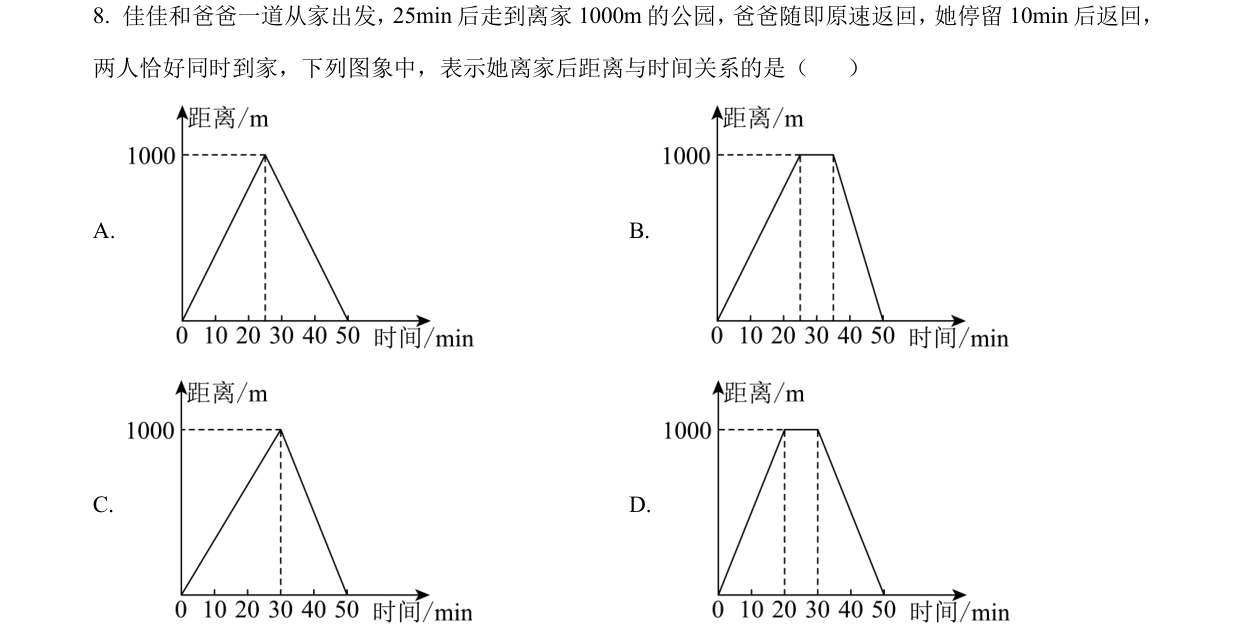 8. 佳佳和爸爸一道从家出发，25min 后走到离家 1000m 的公园，爸爸随即原速返回，她停留 10min 后返回，
两人恰好同时到家，下列图象中，表示她离家后距离与时间关系的是（　　）
距离/m
1000
A.
0 10 20 30 40 50 时间/min
距离/m
1000
B.
0 10 20 30 40 50 时间/min
距离/m
1000
C.
0 10 20 30 40 50 时间/min
距离/m
1000
D.
0 10 20 30 40 50 时间/min